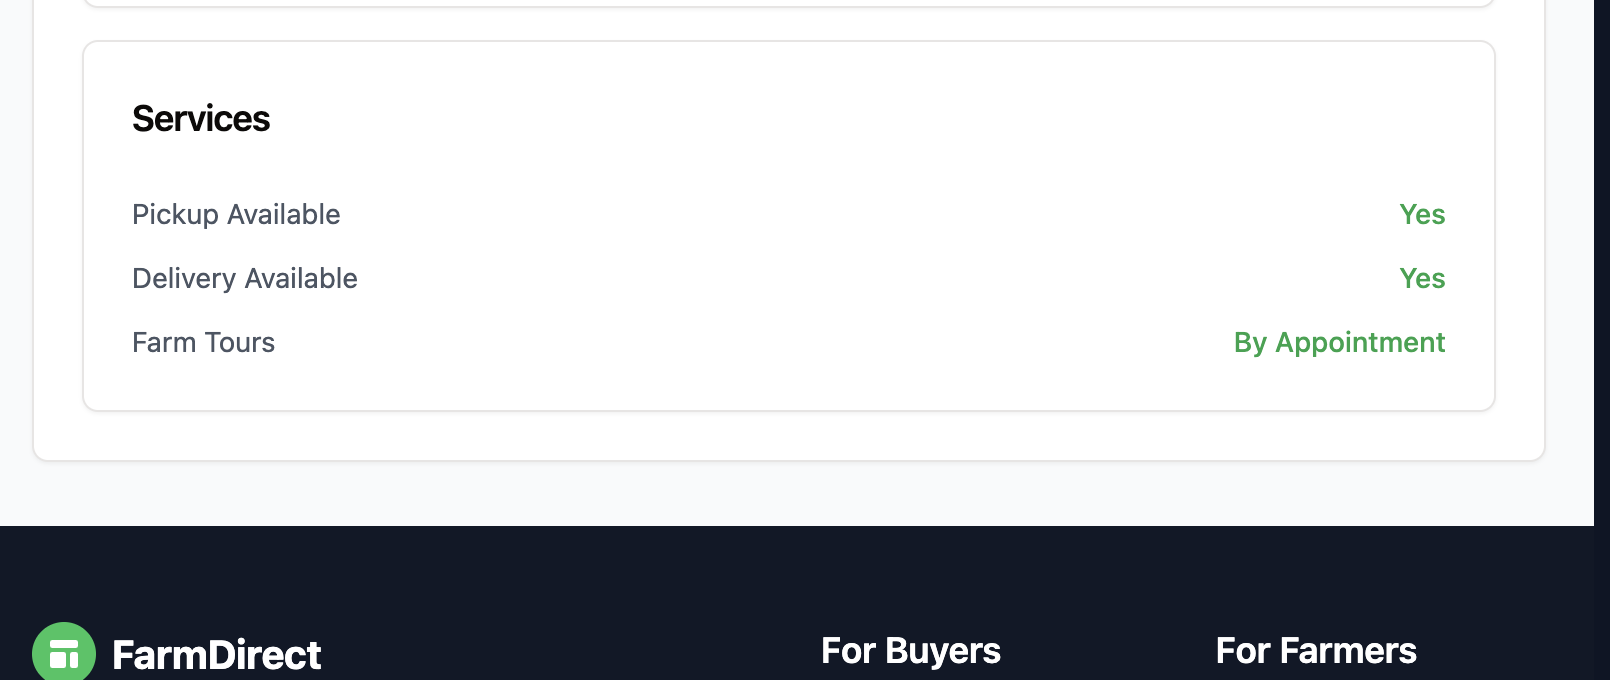 Services
Pickup Available Yes
Delivery Available Yes
Farm Tours By Appointment
FarmDirect For Buyers For Farmers